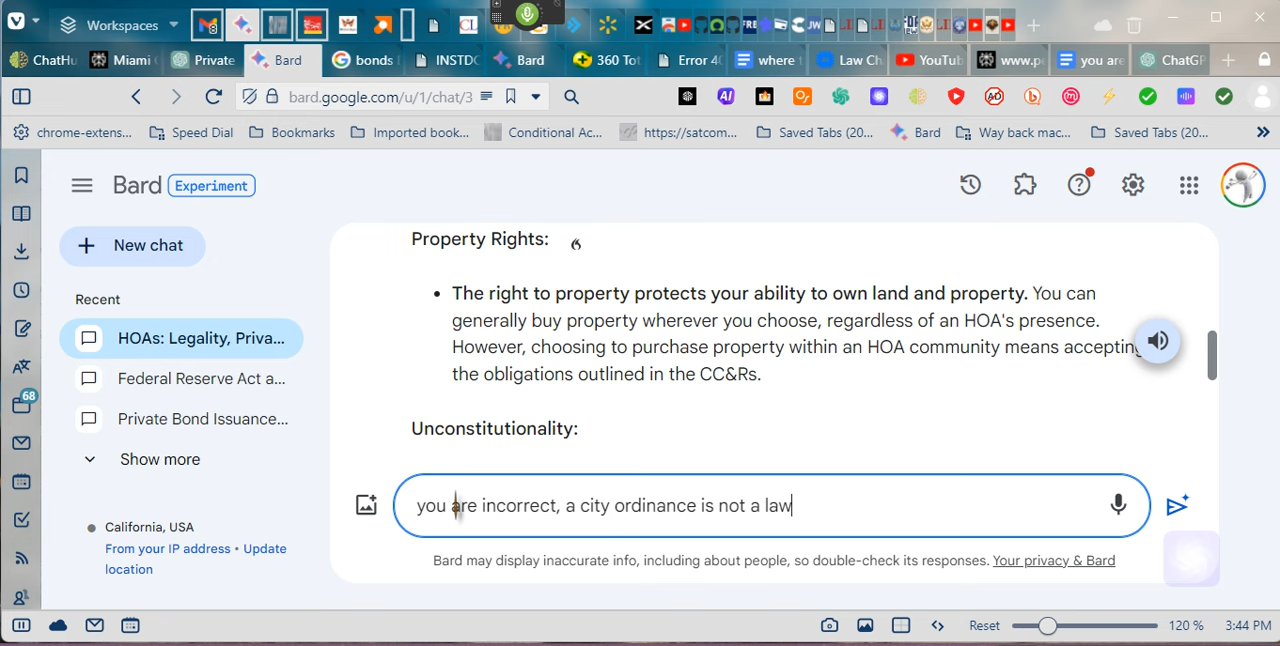 Workspaces
ChatHu
Miami
Private
Bard
bonds
INSTDC
Bard
360 Tot
Error 4
where t
Law Ch
YouTub
www.p
you are
ChatGP
bard.google.com/u/1/chat/3
chrome-extens...
Speed Dial
Bookmarks
Imported book...
Conditional Ac...
https://satcom...
Saved Tabs (20...
Bard
Way back mac...
Saved Tabs (20...
Bard Experiment
New chat
Recent
HOAs: Legality, Priva...
Federal Reserve Act a...
Private Bond Issuance...
Show more
California, USA
From your IP address • Update
location
Property Rights:
• The right to property protects your ability to own land and property. You can
generally buy property wherever you choose, regardless of an HOA's presence.
However, choosing to purchase property within an HOA community means accepting
the obligations outlined in the CC&Rs.
Unconstitutionality:
you are incorrect, a city ordinance is not a law
Bard may display inaccurate info, including about people, so double-check its responses. Your privacy & Bard
68
Reset
120 %
3:44 PM